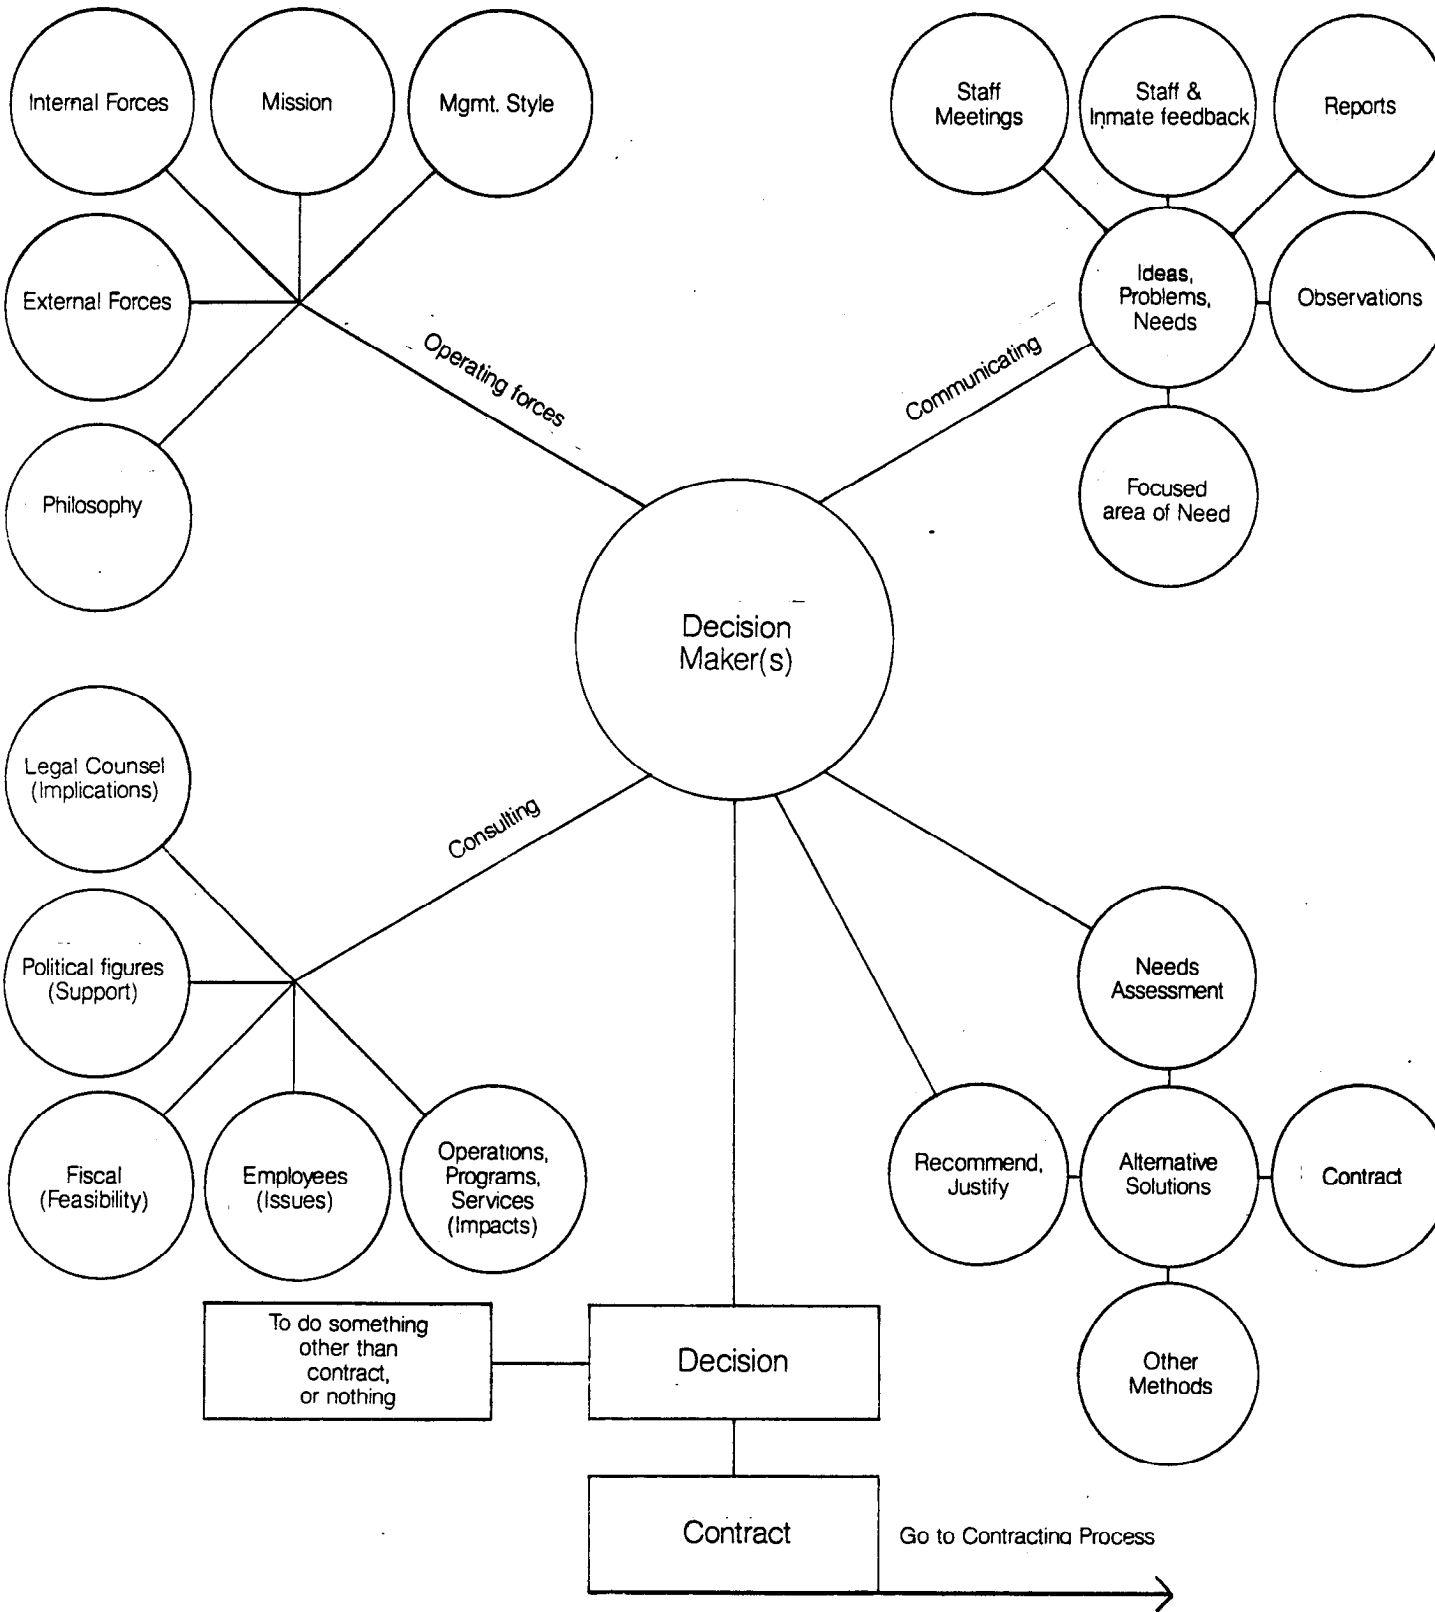 Internal Forces
Mission
Mgmt. Style
External Forces
Philosophy
Operating forces
Staff
Meetings
Staff &
Inmate feedback
Reports
Ideas,
Problems,
Needs
Observations
Communicating
Focused
area of Need
Decision
Maker(s)
Legal Counsel
(Implications)
Consulting
Political figures
(Support)
Fiscal
(Feasibility)
Employees
(Issues)
Operations,
Programs,
Services
(Impacts)
Needs
Assessment
Recommend,
Justify
Alternative
Solutions
Contract
Other
Methods
To do something
other than
contract,
or nothing
Decision
Contract
Go to Contracting Process